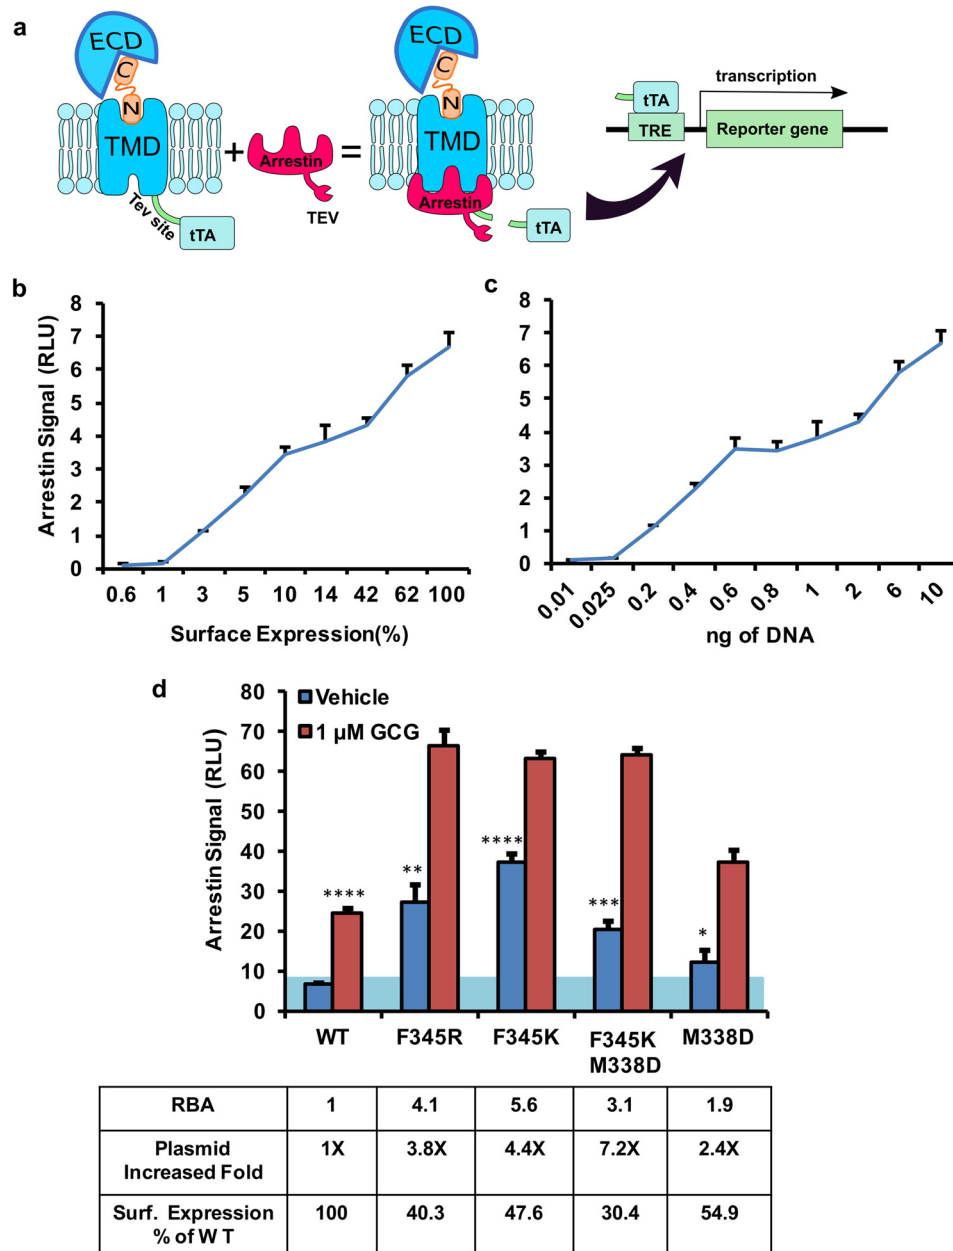 a
ECD
C
N
TMD
Tev site
tTA
+
Arrestin
TEV
=
ECD
C
N
TMD
Arrestin
tTA
tTA
TRE
transcription
Reporter gene
b
Arrestin Signal (RLU)
8
7
6
5
4
3
2
1
0
0.6 1 3 5 10 14 42 62 100
Surface Expression(%)
c
8
7
6
5
4
3
2
1
0
0.01 0.025 0.2 0.4 0.6 0.8 1 2 6 10
ng of DNA
d
Arrestin Signal (RLU)
80
70
60
50
40
30
20
10
0
Vehicle
1 µM GCG
****
**
****
***
*
WT F345R F345K F345K M338D
M338D
RBA 1 4.1 5.6 3.1 1.9
Plasmid
Increased Fold 1X 3.8X 4.4X 7.2X 2.4X
Surf. Expression
% of W T 100 40.3 47.6 30.4 54.9